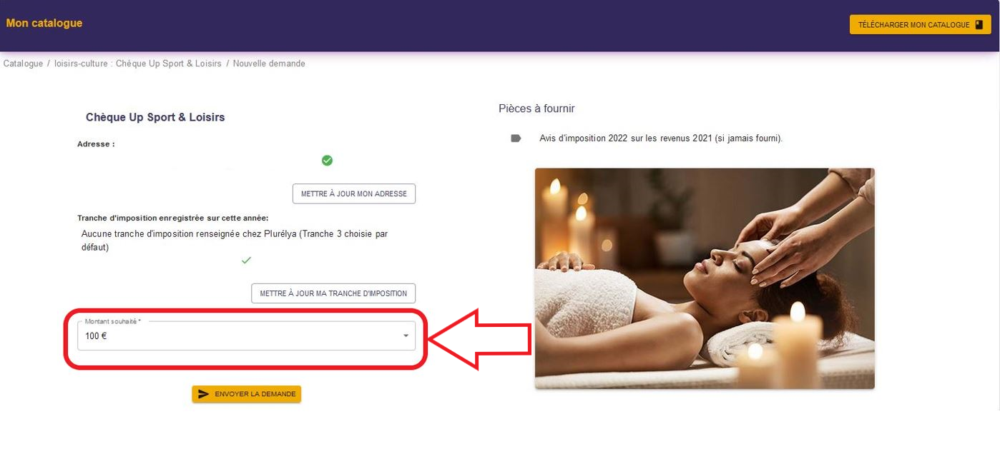 Mon catalogue
TÉLÉCHARGER MON CATALOGUE
Catalogue / loisirs-culture : Chèque Up Sport & Loisirs / Nouvelle demande
Chèque Up Sport & Loisirs
Adresse :
METTRE À JOUR MON ADRESSE
Tranche d'imposition enregistrée sur cette année:
Aucune tranche d'imposition renseignée chez Plurélya (Tranche 3 choisie par
défaut)
METTRE À JOUR MA TRANCHE D'IMPOSITION
Montant souhaité *
100 €
ENVOYER LA DEMANDE
Pièces à fournir
Avis d'imposition 2022 sur les revenus 2021 (si jamais fourni).